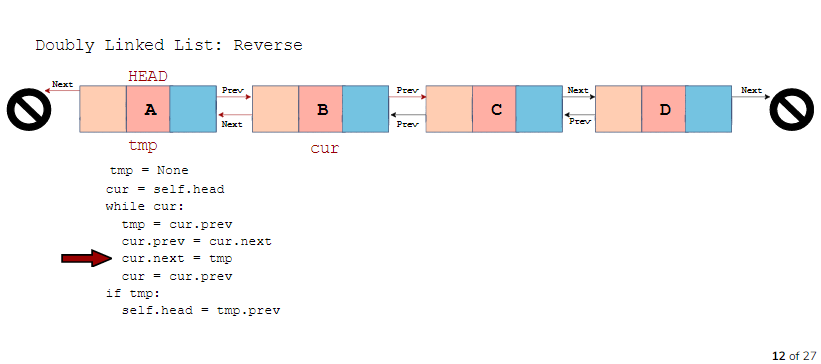 Doubly Linked List: Reverse
HEAD
Next Prev Prev Next Next
A B C D
Next Prev Prev
tmp cur
tmp = None
cur = self.head
while cur:
  tmp = cur.prev
  cur.prev = cur.next
  cur.next = tmp
  cur = cur.prev
if tmp:
  self.head = tmp.prev
12 of 27